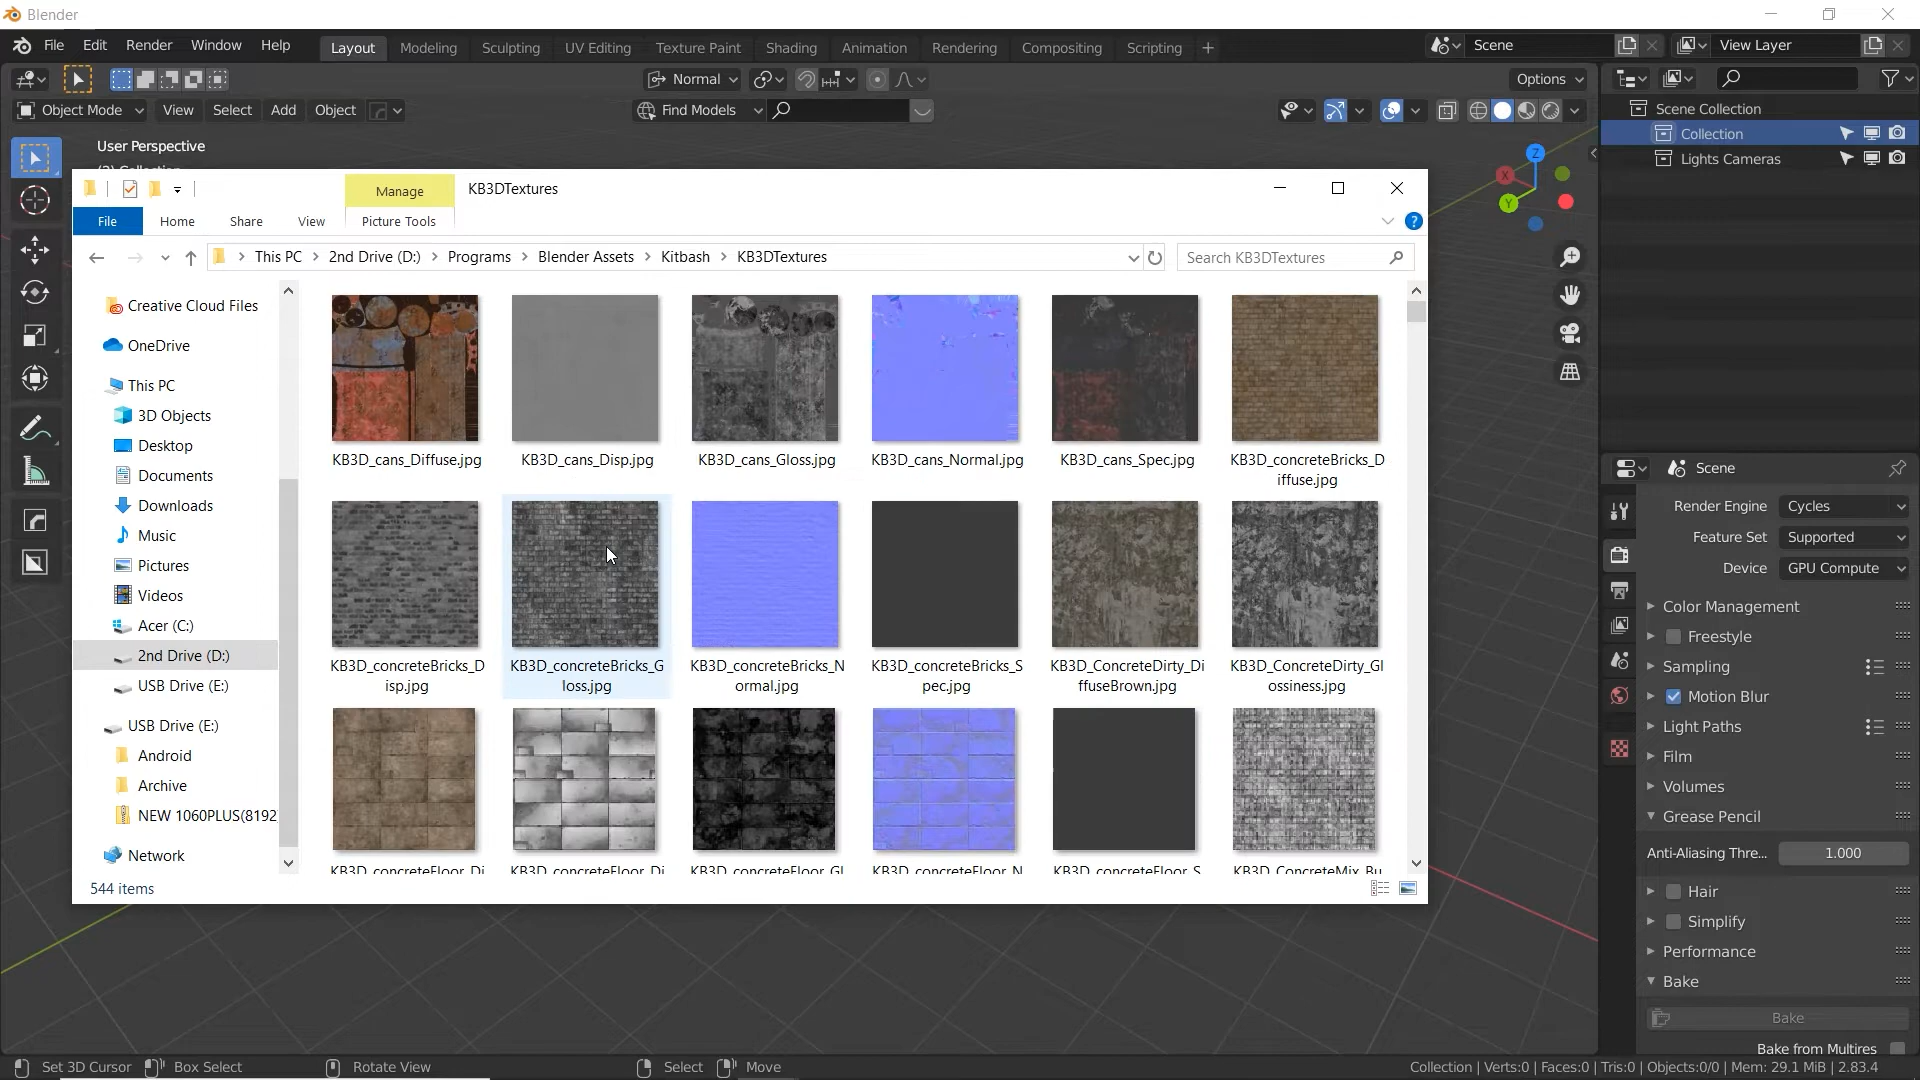 Blender
File Edit Render Window Help Layout Modeling Sculpting UV Editing Texture Paint Shading Animation Rendering Compositing Scripting + Scene View Layer
Normal Options
Object Mode View Select Add Object Find Models
Scene Collection
Collection
Lights Cameras
User Perspective
Z
X
Y
Manage KB3DTextures
File Home Share View Picture Tools
This PC > 2nd Drive (D:) > Programs > Blender Assets > Kitbash > KB3DTextures Search KB3DTextures
Creative Cloud Files
OneDrive
This PC
3D Objects
Desktop
Documents
Downloads
Music
Pictures
Videos
Acer (C:)
2nd Drive (D:)
USB Drive (E:)
USB Drive (E:)
Android
Archive
NEW 1060PLUS(8192
Network
KB3D_cans_Diffuse.jpg
KB3D_cans_Disp.jpg
KB3D_cans_Gloss.jpg
KB3D_cans_Normal.jpg
KB3D_cans_Spec.jpg
KB3D_concreteBricks_D
iffuse.jpg
KB3D_concreteBricks_D
isp.jpg
KB3D_concreteBricks_G
loss.jpg
KB3D_concreteBricks_N
ormal.jpg
KB3D_concreteBricks_S
pec.jpg
KB3D_ConcreteDirty_Di
ffuseBrown.jpg
KB3D_ConcreteDirty_Gl
ossiness.jpg
KB3D_concreteFloor_Di
KB3D_concreteFloor_Di
KB3D_concreteFloor_Gl
KB3D_concreteFloor_N
KB3D_concreteFloor_S
KB3D_ConcreteMix_Bu
544 items
Scene
Render Engine Cycles
Feature Set Supported
Device GPU Compute
Color Management
Freestyle
Sampling
Motion Blur
Light Paths
Film
Volumes
Grease Pencil
Anti-Aliasing Thre... 1.000
Hair
Simplify
Performance
Bake
Bake
Bake from Multires
Set 3D Cursor Box Select Rotate View Select Move Collection | Verts:0 | Faces:0 | Tris:0 | Objects:0/0 | Mem: 29.1 MiB | 2.83.4